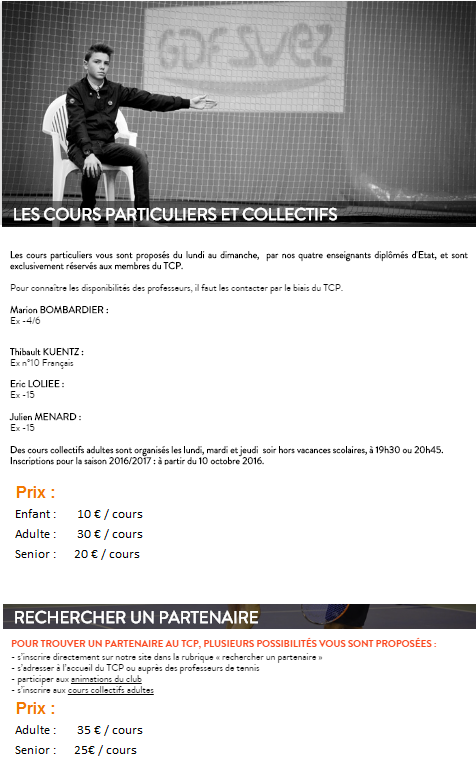 GDF SUEZ
LES COURS PARTICULIERS ET COLLECTIFS
Les cours particuliers vous sont proposés du lundi au dimanche, par nos quatre enseignants diplômés d'Etat, et sont
exclusivement réservés aux membres du TCP.
Pour connaitre les disponibilités des professeurs, il faut les contacter par le biais du TCP.
Marion BOMBARDIER :
Ex -4/6
Thibault KUENTZ :
Ex n°10 Français
Eric LOLIEE :
Ex -15
Julien MENARD :
Ex -15
Des cours collectifs adultes sont organisés les lundi, mardi et jeudi soir hors vacances scolaires, à 19h30 ou 20h45.
Inscriptions pour la saison 2016/2017 : à partir du 10 octobre 2016.
Prix :
Enfant : 10 € / cours
Adulte : 30 € / cours
Senior : 20 € / cours
RECHERCHER UN PARTENAIRE
POUR TROUVER UN PARTENAIRE AU TCP, PLUSIEURS POSSIBILITÉS VOUS SONT PROPOSÉES :
- s'inscrire directement sur notre site dans la rubrique « rechercher un partenaire »
- s'adresser à l'accueil du TCP ou auprès des professeurs de tennis
- participer aux animations du club
- s'inscrire aux cours collectifs adultes
Prix :
Adulte : 35 € / cours
Senior : 25€ / cours